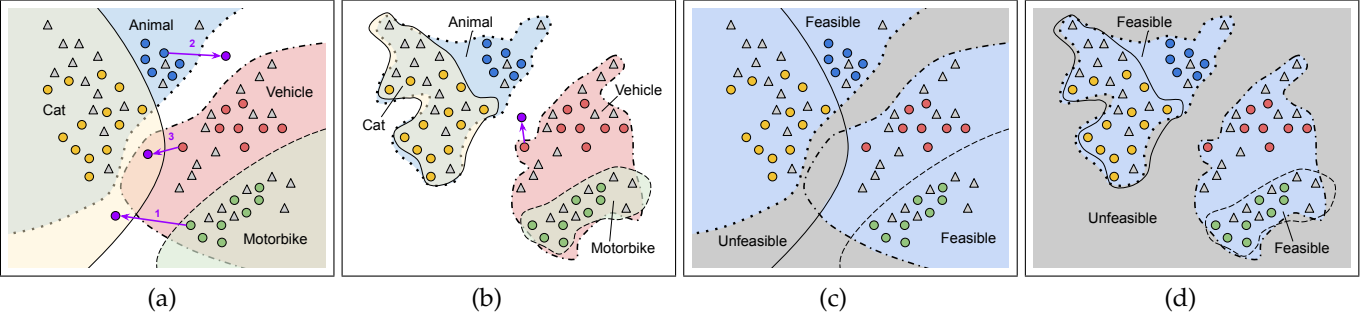 Animal
2
Vehicle
Cat
3
1
Motorbike
(a)
Animal
Vehicle
Cat
Motorbike
(b)
Feasible
Unfeasible
Feasible
(c)
Feasible
Unfeasible
Feasible
(d)